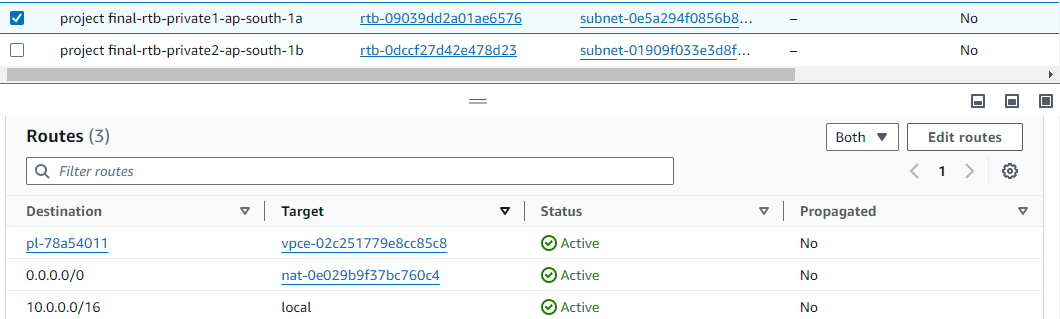 project final-rtb-private1-ap-south-1a rtb-09039dd2a01ae6576 subnet-0e5a294f0856b8… – No
project final-rtb-private2-ap-south-1b rtb-0dccf27d42e478d23 subnet-01909f033e3d8f… – No
Routes (3) Both Edit routes
Filter routes 1
Destination Target Status Propagated
pl-78a54011 vpce-02c251779e8cc85c8 Active No
0.0.0.0/0 nat-0e029b9f37bc760c4 Active No
10.0.0.0/16 local Active No